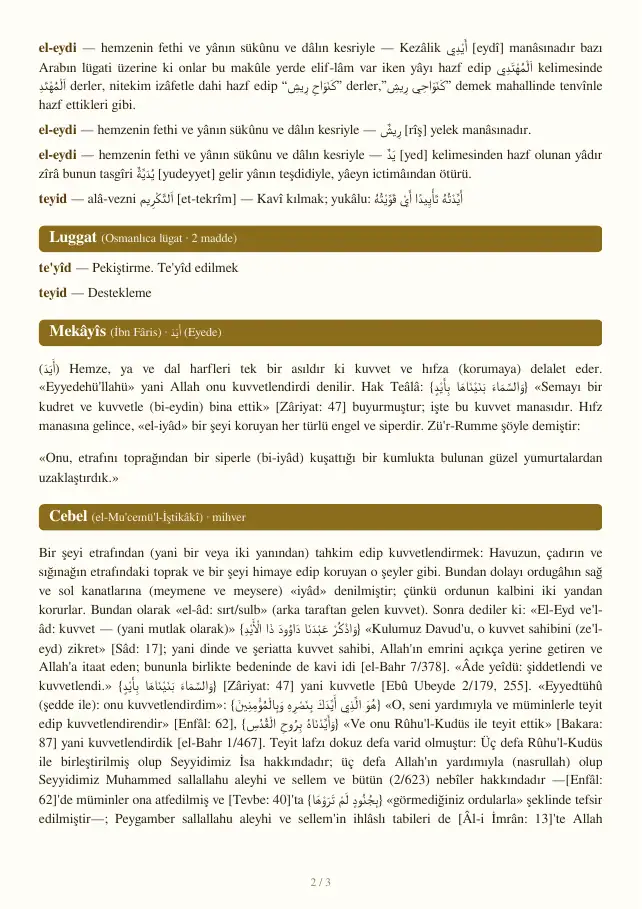 el-eydi — hemzenin fethi ve yânın sükûnu ve dâlın kesriyle — Kezâlik أَيْدِي [eydî] manâsınadır bazı
Arabın lügati üzerine ki onlar bu makûle yerde elif-lâm var iken yâyı hazf edip اَلْمُهْتَدِي kelimesinde
اَلْمُهْتَدِ derler, nitekim izâfetle dahi hazf edip “كَنَوَاحِ رِيشٍ” derler, “كَنَوَاحِي رِيشٍ” demek mahallinde tenvînle
hazf ettikleri gibi.
el-eydi — hemzenin fethi ve yânın sükûnu ve dâlın kesriyle — رِيشٌ [rîş] yelek manâsınadır.
el-eydi — hemzenin fethi ve yânın sükûnu ve dâlın kesriyle — يَدٌ [yed] kelimesinden hazf olunan yâdır
zîrâ bunun tasgîri يُدَيَّةٌ [yudeyyet] gelir yânın teşdidiyle, yâeyn ictimâından ötürü.
teyid — alâ-vezni اَلتَّكْرِيم [et-tekrîm] — Kavî kılmak; yukâlu: أَيَّدْتُهُ تَأْيِيدًا أَيْ قَوَّيْتُهُ
Luggat (Osmanlıca lügat · 2 madde)
te'yîd — Pekiştirme. Te'yîd edilmek
teyid — Destekleme
Mekâyîs (İbn Fâris) · أَيَدَ (Eyede)
(أَيَدَ) Hemze, ya ve dal harfleri tek bir asıldır ki kuvvet ve hıfza (korumaya) delalet eder.
«Eyyedehü'llahü» yani Allah onu kuvvetlendirdi denilir. Hak Teâlâ: {وَالسَّمَاءَ بَنَيْنَاهَا بِأَيْدٍ} «Semayı bir
kudret ve kuvvetle (bi-eydin) bina ettik» [Zâriyat: 47] buyurmuştur; işte bu kuvvet manasıdır. Hıfz
manasına gelince, «el-iyâd» bir şeyi koruyan her türlü engel ve siperdir. Zü'r-Rumme şöyle demiştir:
«Onu, etrafını toprağından bir siperle (bi-iyâd) kuşattığı bir kumlukta bulunan güzel yumurtalardan
uzaklaştırdık.»
Cebel (el-Mu'cemü'l-İştikâkî) · mihver
Bir şeyi etrafından (yani bir veya iki yanından) tahkim edip kuvvetlendirmek: Havuzun, çadırın ve
sığınağın etrafındaki toprak ve bir şeyi himaye edip koruyan o şeyler gibi. Bundan dolayı ordugâhın sağ
ve sol kanatlarına (meymene ve meysere) «iyâd» denilmiştir; çünkü ordunun kalbini iki yandan
korurlar. Bundan olarak «el-âd: sırt/sulb» (arka taraftan gelen kuvvet). Sonra dediler ki: «El-Eyd ve'l-
âd: kuvvet — (yani mutlak olarak)» {وَاذْكُرْ عَبْدَنَا دَاوُودَ ذَا الْأَيْدِ} «Kulumuz Davud'u, o kuvvet sahibini (ze'l-
eyd) zikret» [Sâd: 17]; yani dinde ve şeriatta kuvvet sahibi, Allah'ın emrini açıkça yerine getiren ve
Allah'a itaat eden; bununla birlikte bedeninde de kavi idi [el-Bahr 7/378]. «Âde yeîdü: şiddetlendi ve
kuvvetlendi.» {وَالسَّمَاءَ بَنَيْنَاهَا بِأَيْدٍ} [Zâriyat: 47] yani kuvvetle [Ebû Ubeyde 2/179, 255]. «Eyyedtühû
(şedde ile): onu kuvvetlendirdim»: {هُوَ الَّذِي أَيَّدَكَ بِنَصْرِهِ وَبِالْمُؤْمِنِينَ} «O, seni yardımıyla ve müminlerle teyit
edip kuvvetlendirendir» [Enfâl: 62], {وَأَيَّدْنَاهُ بِرُوحِ الْقُدُسِ} «Ve onu Rûhu'l-Kudüs ile teyit ettik» [Bakara:
87] yani kuvvetlendirdik [el-Bahr 1/467]. Teyit lafzı dokuz defa varid olmuştur: Üç defa Rûhu'l-Kudüs
ile birleştirilmiş olup Seyyidimiz İsa hakkındadır; üç defa Allah'ın yardımıyla (nasrullah) olup
Seyyidimiz Muhammed sallallahu aleyhi ve sellem ve bütün (2/623) nebîler hakkındadır —[Enfâl:
62]'de müminler ona atfedilmiş ve [Tevbe: 40]'ta {بِجُنُودٍ لَمْ تَرَوْهَا} «görmediğiniz ordularla» şeklinde tefsir
edilmiştir—; Peygamber sallallahu aleyhi ve sellem'in ihlâslı tabileri de [Âl-i İmrân: 13]'te Allah
2 / 3